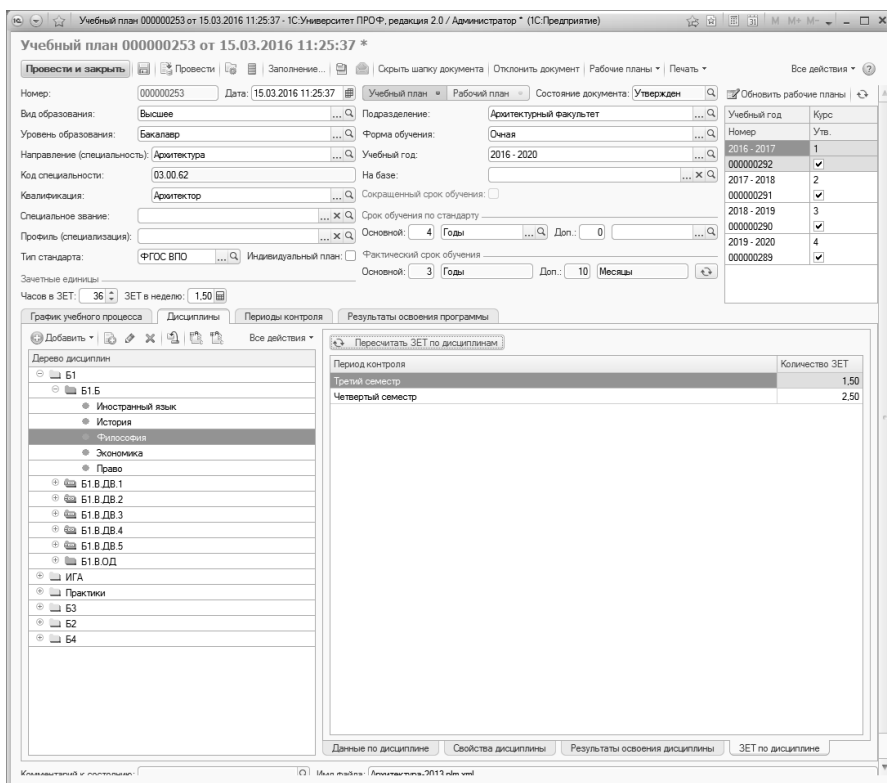 Учебный план 000000253 от 15.03.2016 11:25:37 - 1С:Университет ПРОФ, редакция 2.0 / Администратор * (1С:Предприятие)
M M+ M-
Учебный план 000000253 от 15.03.2016 11:25:37 *
Провести и закрыть Провести Заполнение... Скрыть шапку документа Отклонить документ Рабочие планы Печать Все действия
Номер: 000000253 Дата: 15.03.2016 11:25:37 Учебный план Рабочий план Состояние документа: Утвержден Обновить рабочие планы
Вид образования: Высшее Подразделение: Архитектурный факультет Учебный год Курс
Уровень образования: Бакалавр Форма обучения: Очная Номер Утв.
Направление (специальность): Архитектура Учебный год: 2016 - 2020 2016 - 2017 1
000000292
Код специальности: 03.00.62 На базе: 2017 - 2018 2
Квалификация: Архитектор Сокращенный срок обучения: 000000291
Специальное звание: Срок обучения по стандарту 2018 - 2019 3
000000290
Профиль (специализация): Основной: 4 Годы Доп.: 0 2019 - 2020 4
Тип стандарта: ФГОС ВПО Индивидуальный план: Фактический срок обучения 000000289
Зачетные единицы Основной: 3 Годы Доп.: 10 Месяцы
Часов в ЗЕТ: 36 ЗЕТ в неделю: 1,50
График учебного процесса Дисциплины Периоды контроля Результаты освоения программы
Добавить Все действия Пересчитать ЗЕТ по дисциплинам
Дерево дисциплин Период контроля Количество ЗЕТ
Б1 Третий семестр 1,50
Б1.Б Четвертый семестр 2,50
Иностранный язык
История
Философия
Экономика
Право
Б1.В.ДВ.1
Б1.В.ДВ.2
Б1.В.ДВ.3
Б1.В.ДВ.4
Б1.В.ДВ.5
Б1.В.ОД
ИГА
Практики
Б3
Б2
Б4
Данные по дисциплине Свойства дисциплины Результаты освоения дисциплины ЗЕТ по дисциплине
Комментарий к состоянию: Имя файла: Архитектура-2013.plm.xml